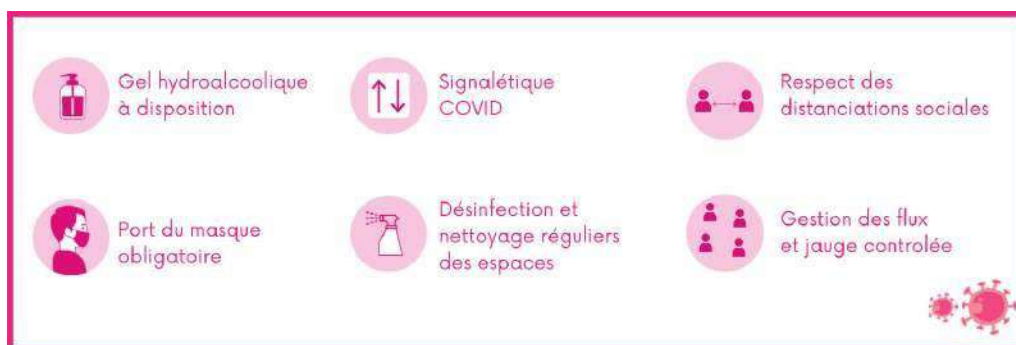 Gel hydroalcoolique
à disposition
Signalétique
COVID
Respect des
distanciations sociales
Port du masque
obligatoire
Désinfection et
nettoyage réguliers
des espaces
Gestion des flux
et jauge controlée